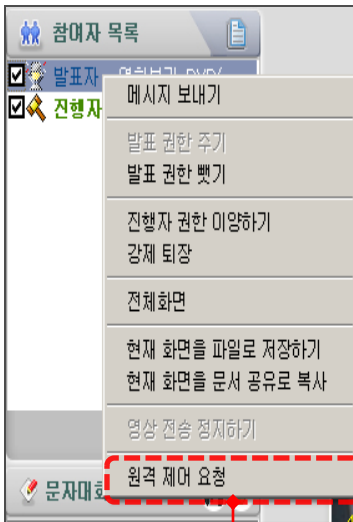 참여자 목록
발표자
진행자
메시지 보내기
발표 권한 주기
발표 권한 뺏기
진행자 권한 이양하기
강제 퇴장
전체화면
현재 화면을 파일로 저장하기
현재 화면을 문서 공유로 복사
영상 전송 정지하기
원격 제어 요청
문자대화